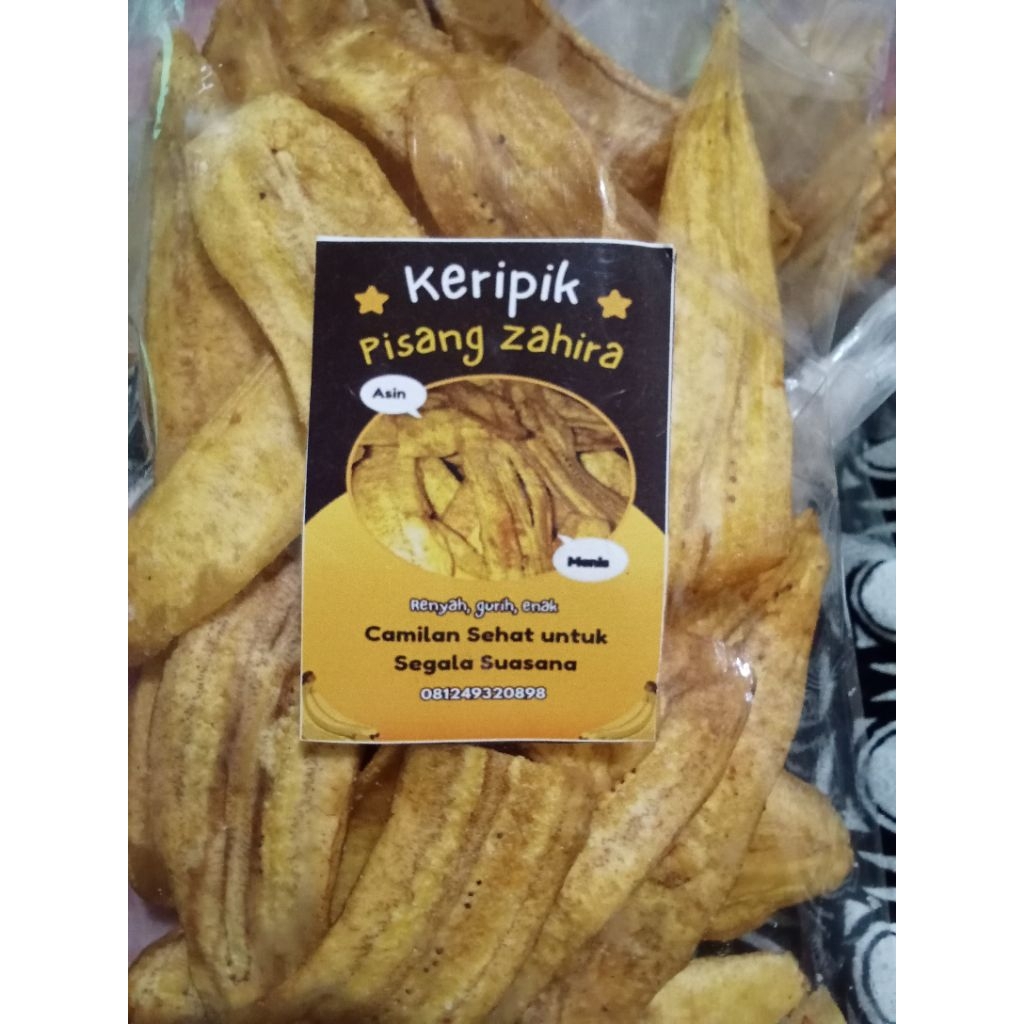 Keripik
Pisang Zahira
Asin
Manis
Renyah, gurih, enak
Camilan Sehat untuk
Segala Suasana
081249320898